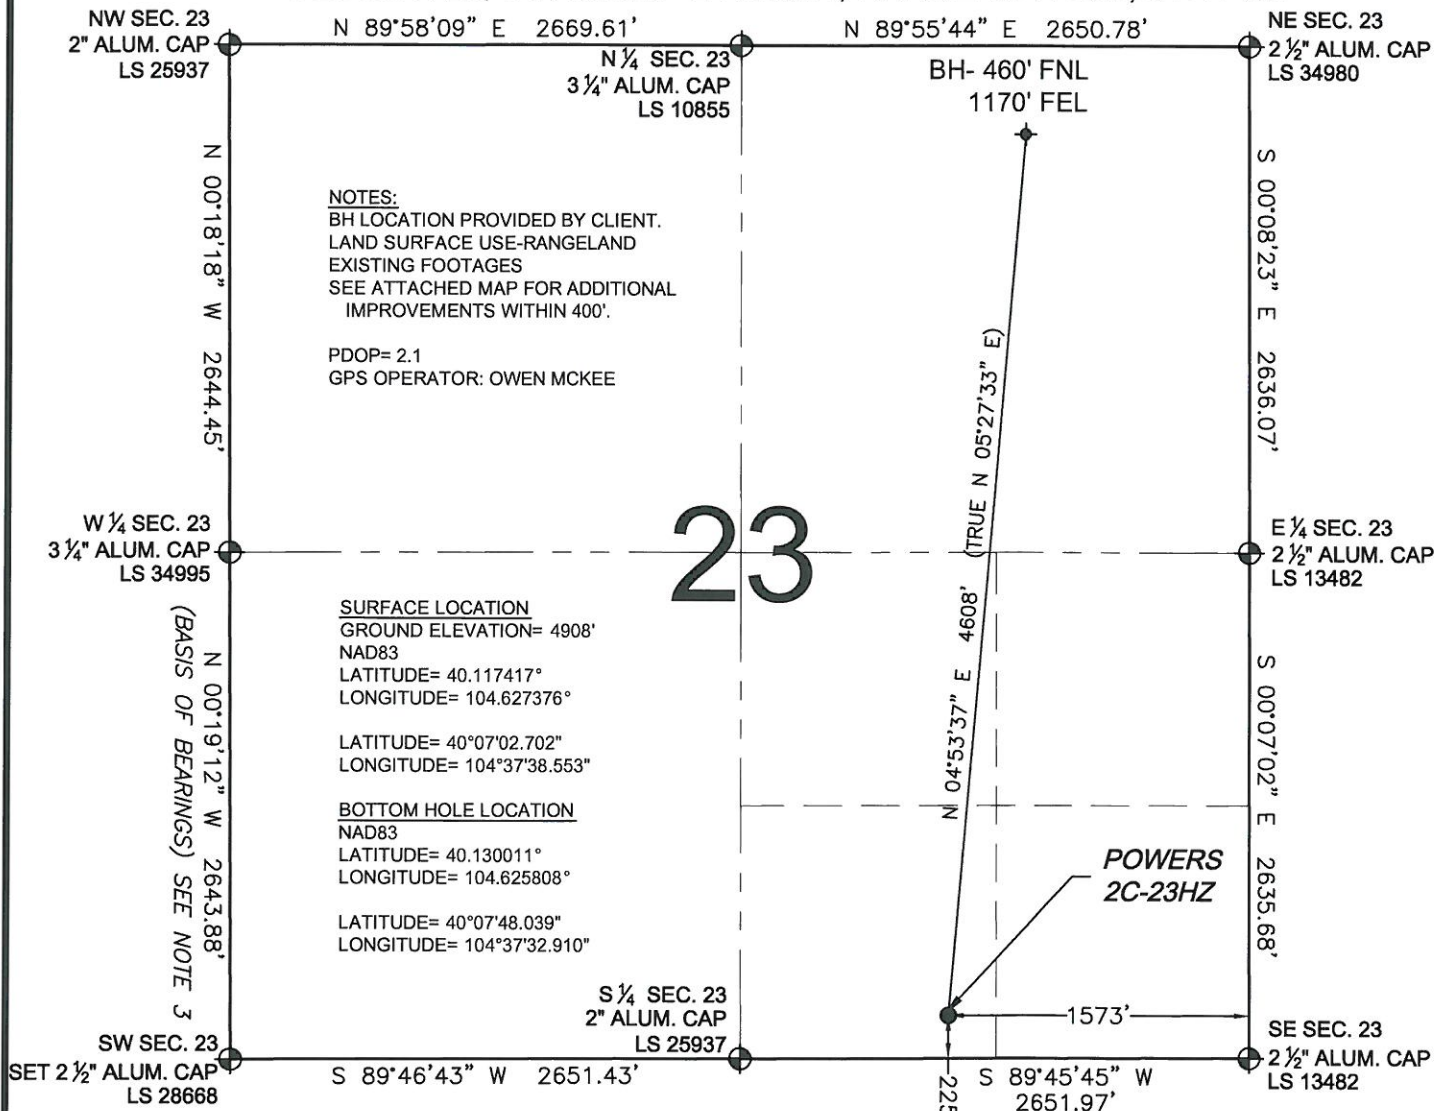 NW SEC. 23
2" ALUM. CAP
LS 25937
N 89°58'09" E 2669.61'
N ¼ SEC. 23
3 ¼" ALUM. CAP
LS 10855
N 89°55'44" E 2650.78'
NE SEC. 23
2 ½" ALUM. CAP
LS 34980
BH- 460' FNL
1170' FEL
N 00°18'18" W 2644.45'
NOTES:
BH LOCATION PROVIDED BY CLIENT.
LAND SURFACE USE-RANGELAND
EXISTING FOOTAGES
SEE ATTACHED MAP FOR ADDITIONAL
IMPROVEMENTS WITHIN 400'.
PDOP= 2.1
GPS OPERATOR: OWEN MCKEE
S 00°08'23" E 2636.07'
W ¼ SEC. 23
3 ¼" ALUM. CAP
LS 34995
23
N 04°53'37" E 4608' (TRUE N 05°27'33" E)
E ¼ SEC. 23
2 ½" ALUM. CAP
LS 13482
N 00°19'12" W 2643.88'
(BASIS OF BEARINGS) SEE NOTE 3
SURFACE LOCATION
GROUND ELEVATION= 4908'
NAD83
LATITUDE= 40.117417°
LONGITUDE= 104.627376°
LATITUDE= 40°07'02.702"
LONGITUDE= 104°37'38.553"
BOTTOM HOLE LOCATION
NAD83
LATITUDE= 40.130011°
LONGITUDE= 104.625808°
LATITUDE= 40°07'48.039"
LONGITUDE= 104°37'32.910"
S 00°07'02" E 2635.68'
POWERS
2C-23HZ
1573'
225
SW SEC. 23
SET 2 ½" ALUM. CAP
LS 28668
S 89°46'43" W 2651.43'
S ¼ SEC. 23
2" ALUM. CAP
LS 25937
S 89°45'45" W
2651.97'
SE SEC. 23
2 ½" ALUM. CAP
LS 13482